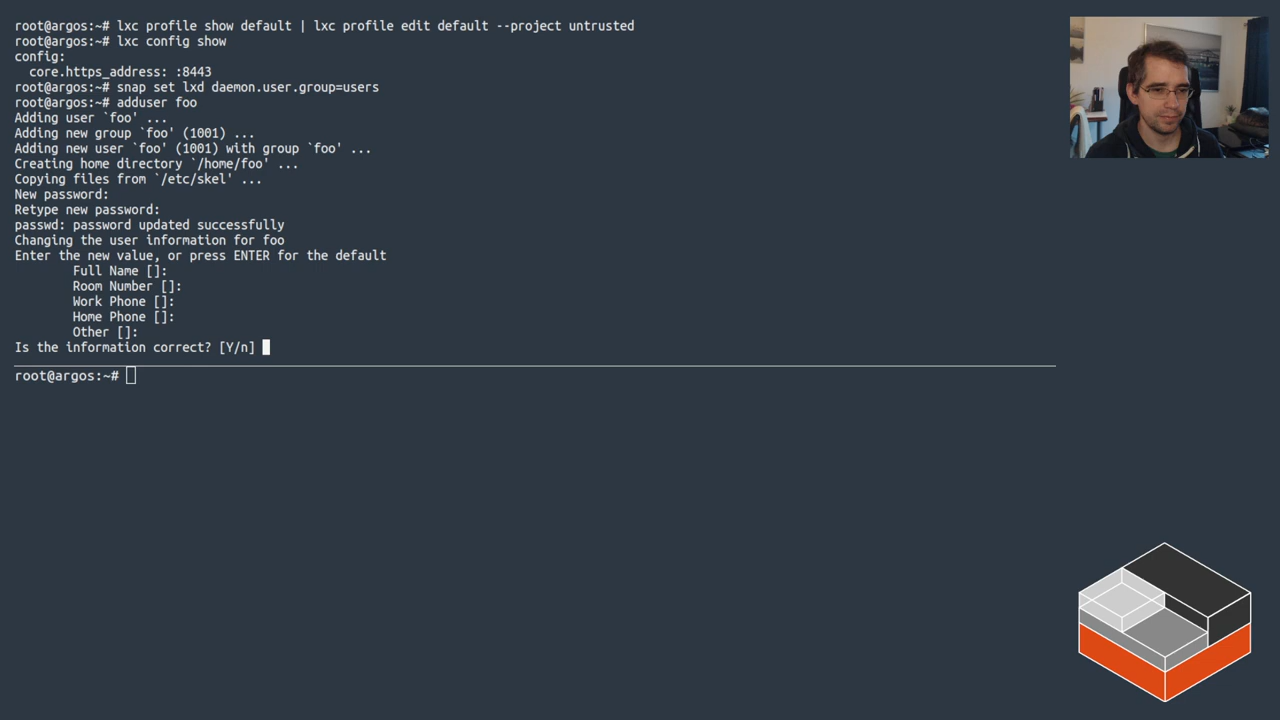 root@argos:~# lxc profile show default | lxc profile edit default --project untrusted
root@argos:~# lxc config show
config:
  core.https_address: :8443
root@argos:~# snap set lxd daemon.user.group=users
root@argos:~# adduser foo
Adding user `foo' ...
Adding new group `foo' (1001) ...
Adding new user `foo' (1001) with group `foo' ...
Creating home directory `/home/foo' ...
Copying files from `/etc/skel' ...
New password:
Retype new password:
passwd: password updated successfully
Changing the user information for foo
Enter the new value, or press ENTER for the default
        Full Name []:
        Room Number []:
        Work Phone []:
        Home Phone []:
        Other []:
Is the information correct? [Y/n]
root@argos:~#